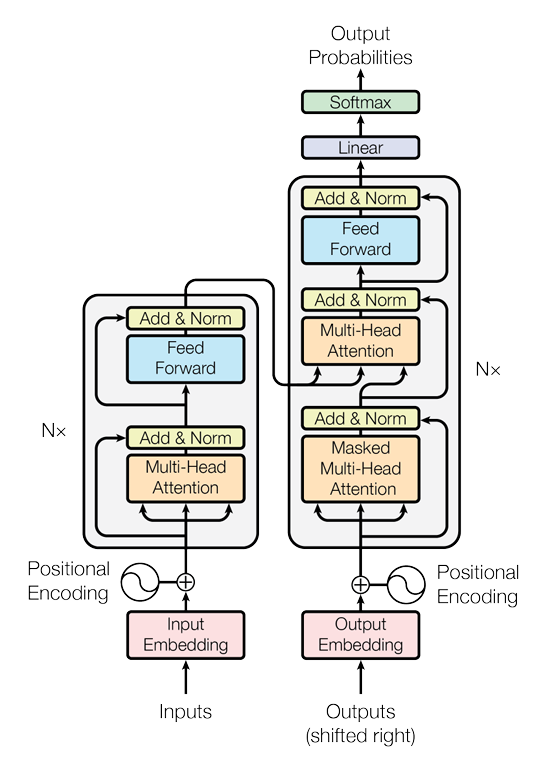 Output
Probabilities
Softmax
Linear
Add & Norm
Feed
Forward
Add & Norm
Multi-Head
Attention
Add & Norm
Masked
Multi-Head
Attention
Nx
Add & Norm
Feed
Forward
Add & Norm
Multi-Head
Attention
Nx
Positional
Encoding
Positional
Encoding
Input
Embedding
Output
Embedding
Inputs
Outputs
(shifted right)